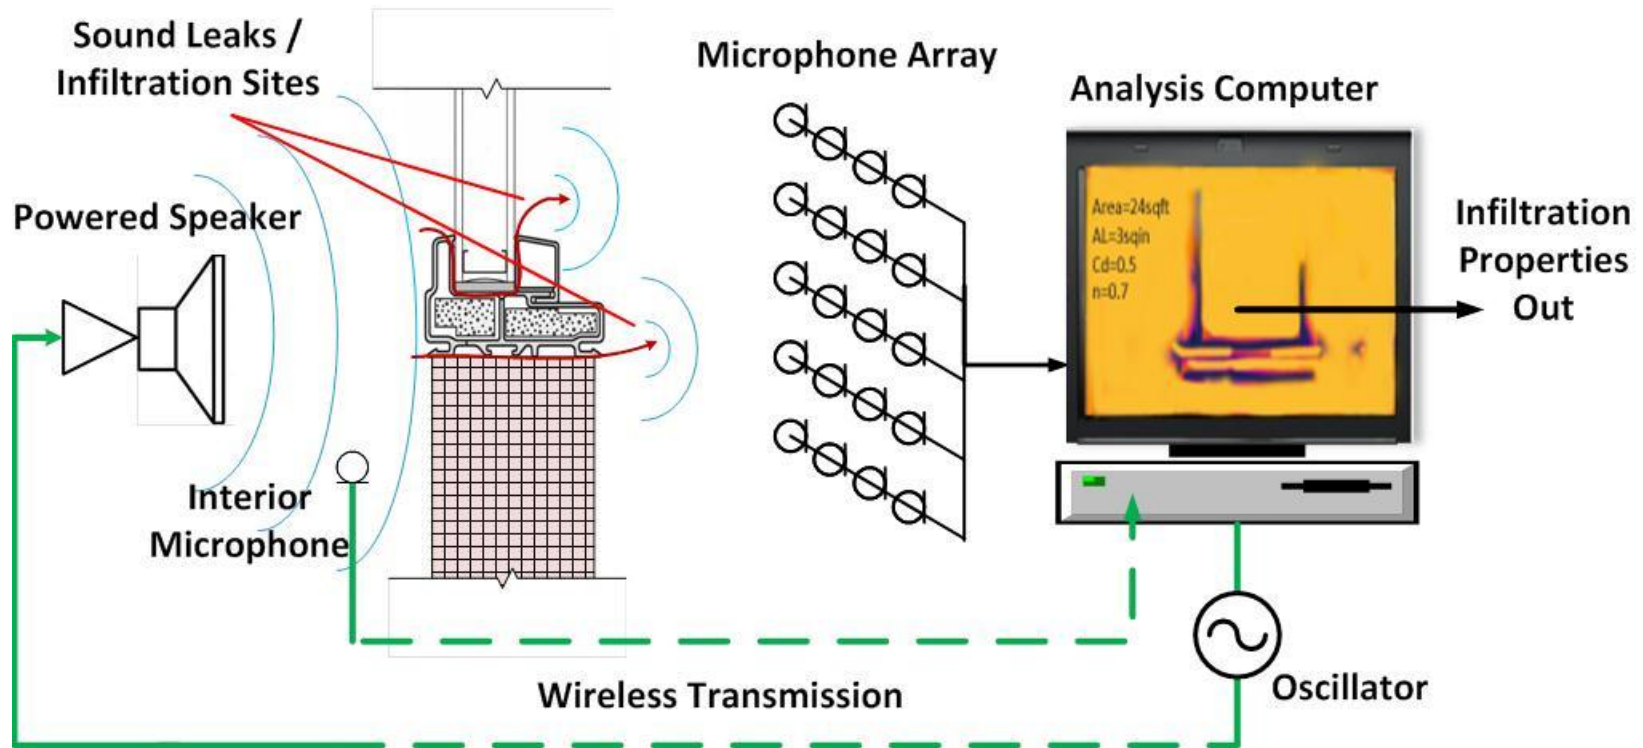 Sound Leaks /
Infiltration Sites
Microphone Array
Analysis Computer
Powered Speaker
Area=24sqft
AL=3sqin
Cd=0.5
n=0.7
Infiltration
Properties
Out
Interior
Microphone
Wireless Transmission
Oscillator